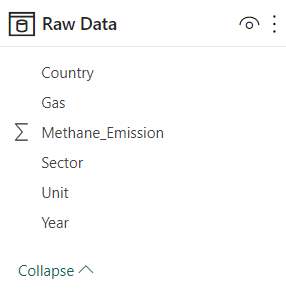 Raw Data
Country
Gas
Methane_Emission
Sector
Unit
Year
Collapse